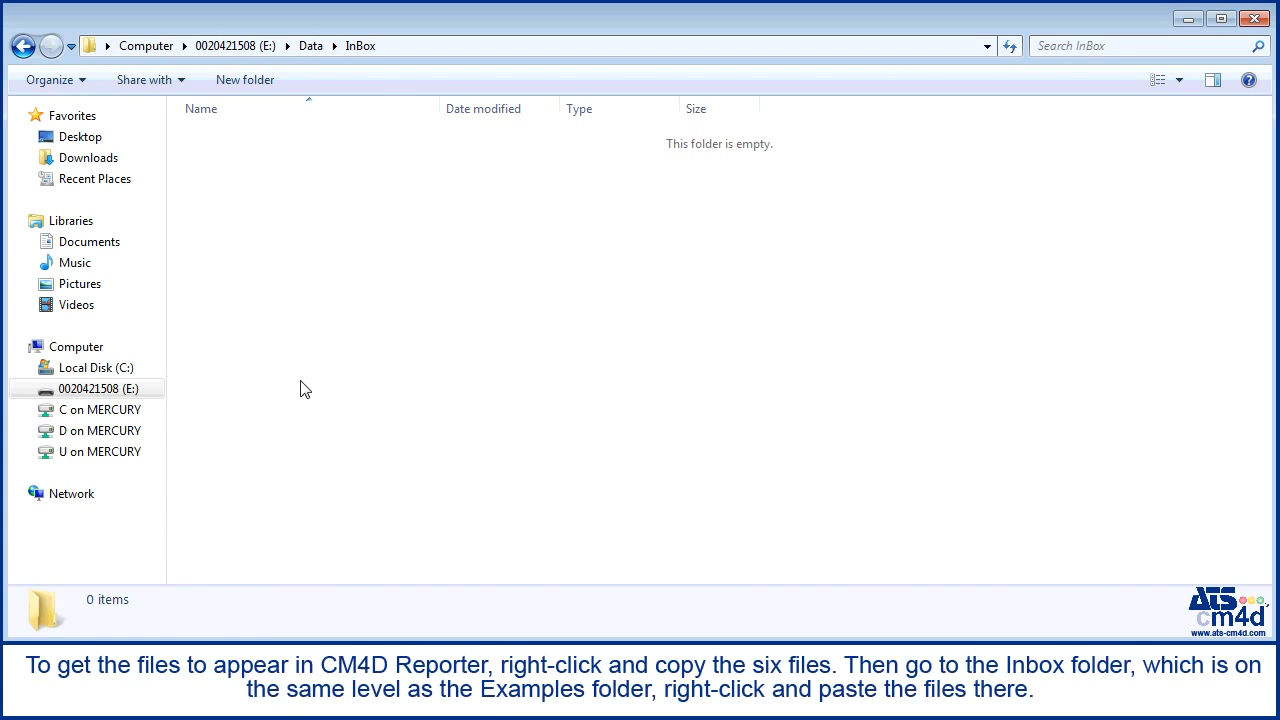 Computer 0020421508 (E:) Data InBox
Search InBox
Organize Share with New folder
Name Date modified Type Size
This folder is empty.
Favorites
Desktop
Downloads
Recent Places
Libraries
Documents
Music
Pictures
Videos
Computer
Local Disk (C:)
0020421508 (E:)
C on MERCURY
D on MERCURY
U on MERCURY
Network
0 items
ATS
cm4d
www.ats-cm4d.com
To get the files to appear in CM4D Reporter, right-click and copy the six files. Then go to the Inbox folder, which is on
the same level as the Examples folder, right-click and paste the files there.